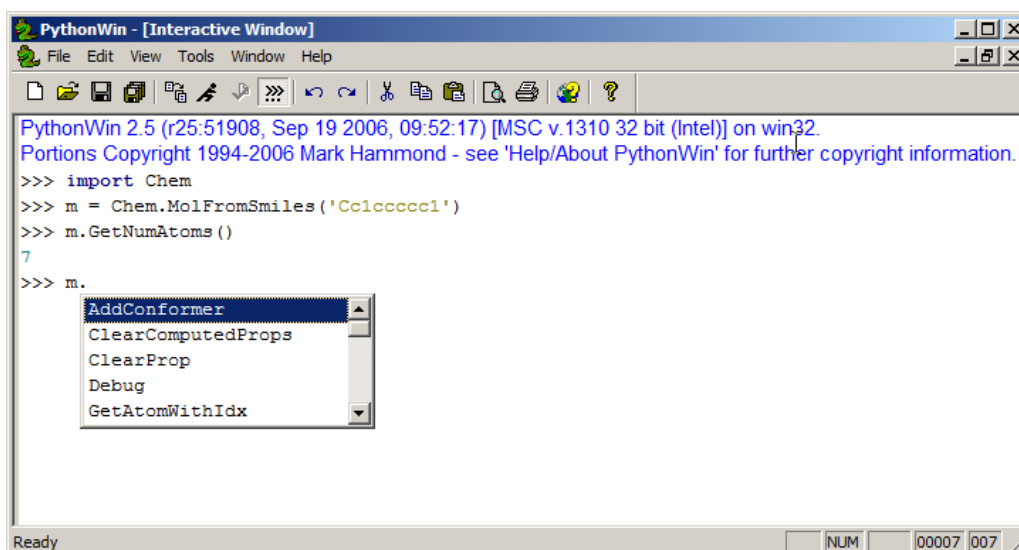 PythonWin - [Interactive Window]
File Edit View Tools Window Help
PythonWin 2.5 (r25:51908, Sep 19 2006, 09:52:17) [MSC v.1310 32 bit (Intel)] on win32.
Portions Copyright 1994-2006 Mark Hammond - see 'Help/About PythonWin' for further copyright information.
>>> import Chem
>>> m = Chem.MolFromSmiles('Cc1ccccc1')
>>> m.GetNumAtoms()
7
>>> m.
AddConformer
ClearComputedProps
ClearProp
Debug
GetAtomWithIdx
Ready NUM 00007 007